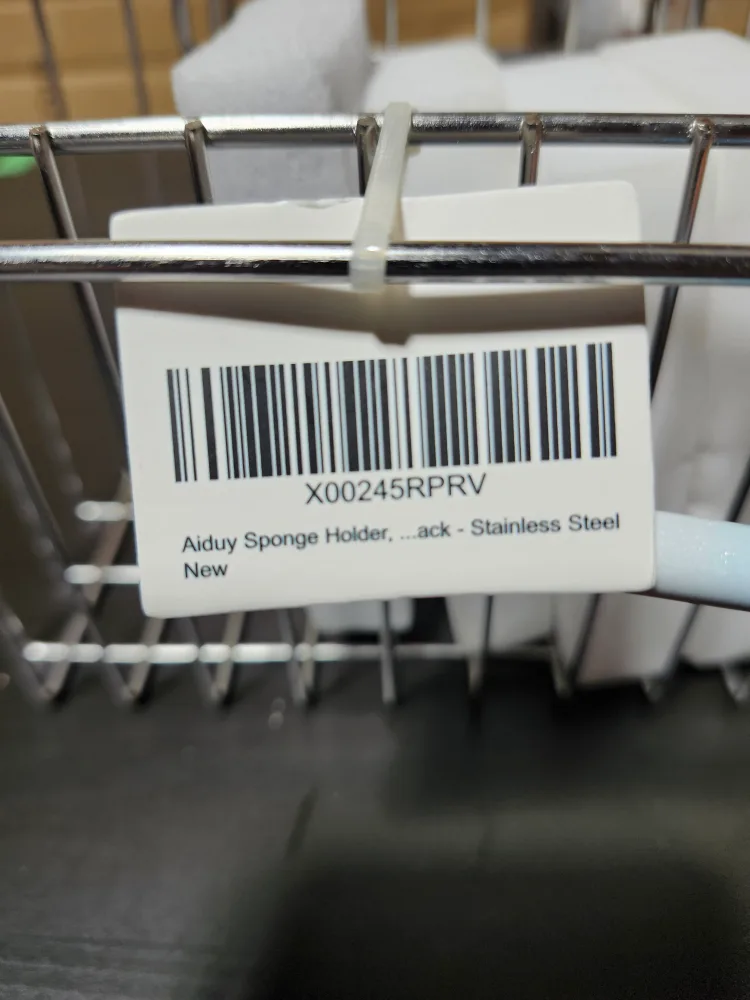 X00245RPRV
Aiduy Sponge Holder, ...ack - Stainless Steel
New